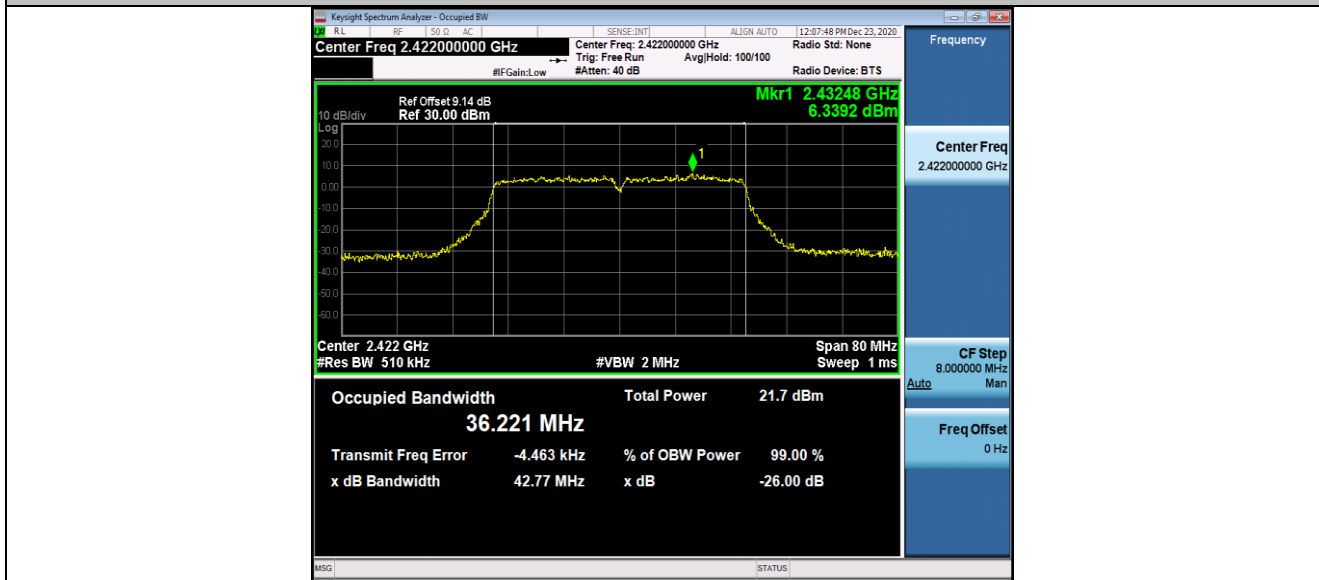 Keysight Spectrum Analyzer - Occupied BW
RL RF 50 Ω AC SENSE:INT ALIGN AUTO 12:07:48 PM Dec 23, 2020
Center Freq 2.422000000 GHz
Center Freq: 2.422000000 GHz
Radio Std: None
Trig: Free Run Avg|Hold: 100/100
#IFGain:Low
#Atten: 40 dB
Radio Device: BTS
Frequency
Mkr1 2.43248 GHz
6.3392 dBm
Ref Offset 9.14 dB
10 dB/div Ref 30.00 dBm
Log
20.0
10.0
0.00
-10.0
-20.0
-30.0
-40.0
-50.0
-60.0
1
Center 2.422 GHz
Span 80 MHz
#Res BW 510 kHz
#VBW 2 MHz
Sweep 1 ms
Center Freq
2.422000000 GHz
CF Step
8.000000 MHz
Auto Man
Freq Offset
0 Hz
Occupied Bandwidth
36.221 MHz
Total Power 21.7 dBm
Transmit Freq Error -4.463 kHz
% of OBW Power 99.00 %
x dB Bandwidth 42.77 MHz
x dB -26.00 dB
MSG
STATUS